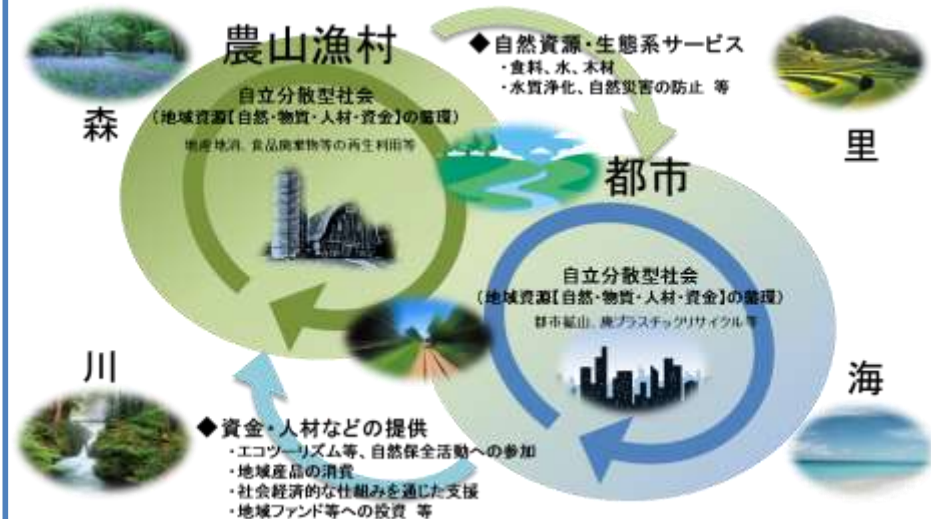 農山漁村
森
自立分散型社会
(地域資源【自然・物質・人材・資金】の循環)
地産地消、食品廃棄物等の再生利用等
◆自然資源・生態系サービス
・食料、水、木材
・水質浄化、自然災害の防止 等
里
都市
自立分散型社会
(地域資源【自然・物質・人材・資金】の循環)
都市鉱山、廃プラスチックリサイクル等
川
◆資金・人材などの提供
・エコツーリズム等、自然保全活動への参加
・地域産品の消費
・社会経済的な仕組みを通じた支援
・地域ファンド等への投資 等
海